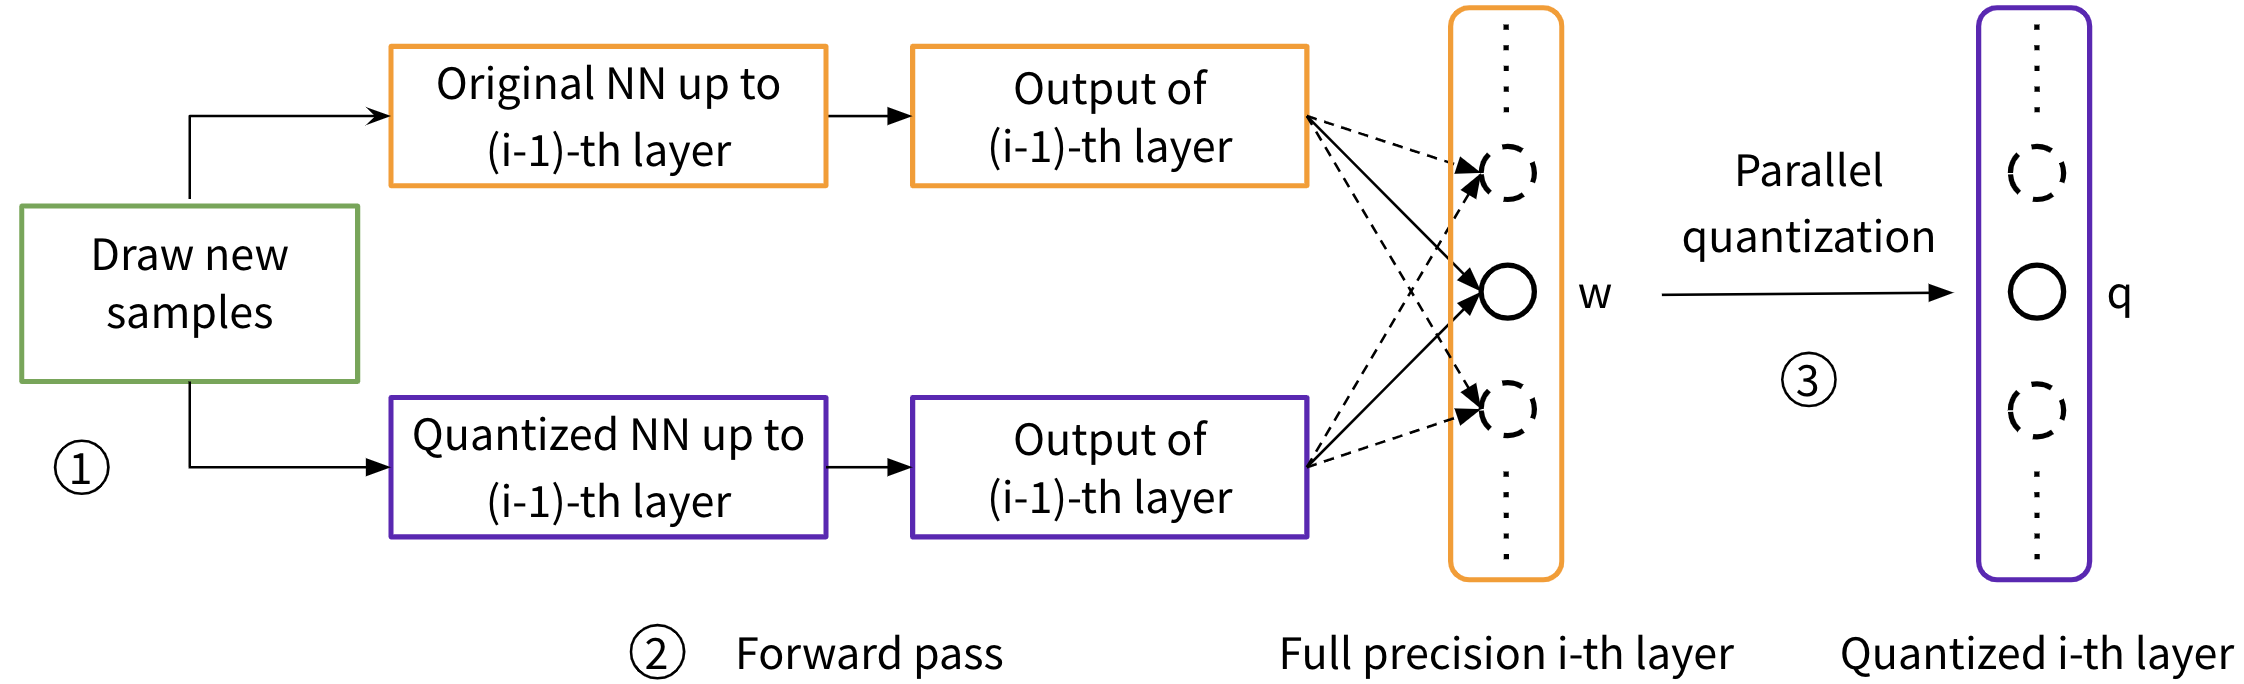 Draw new
samples
①
Original NN up to
(i-1)-th layer
Output of
(i-1)-th layer
Quantized NN up to
(i-1)-th layer
Output of
(i-1)-th layer
② Forward pass
w
Full precision i-th layer
Parallel
quantization
③
q
Quantized i-th layer